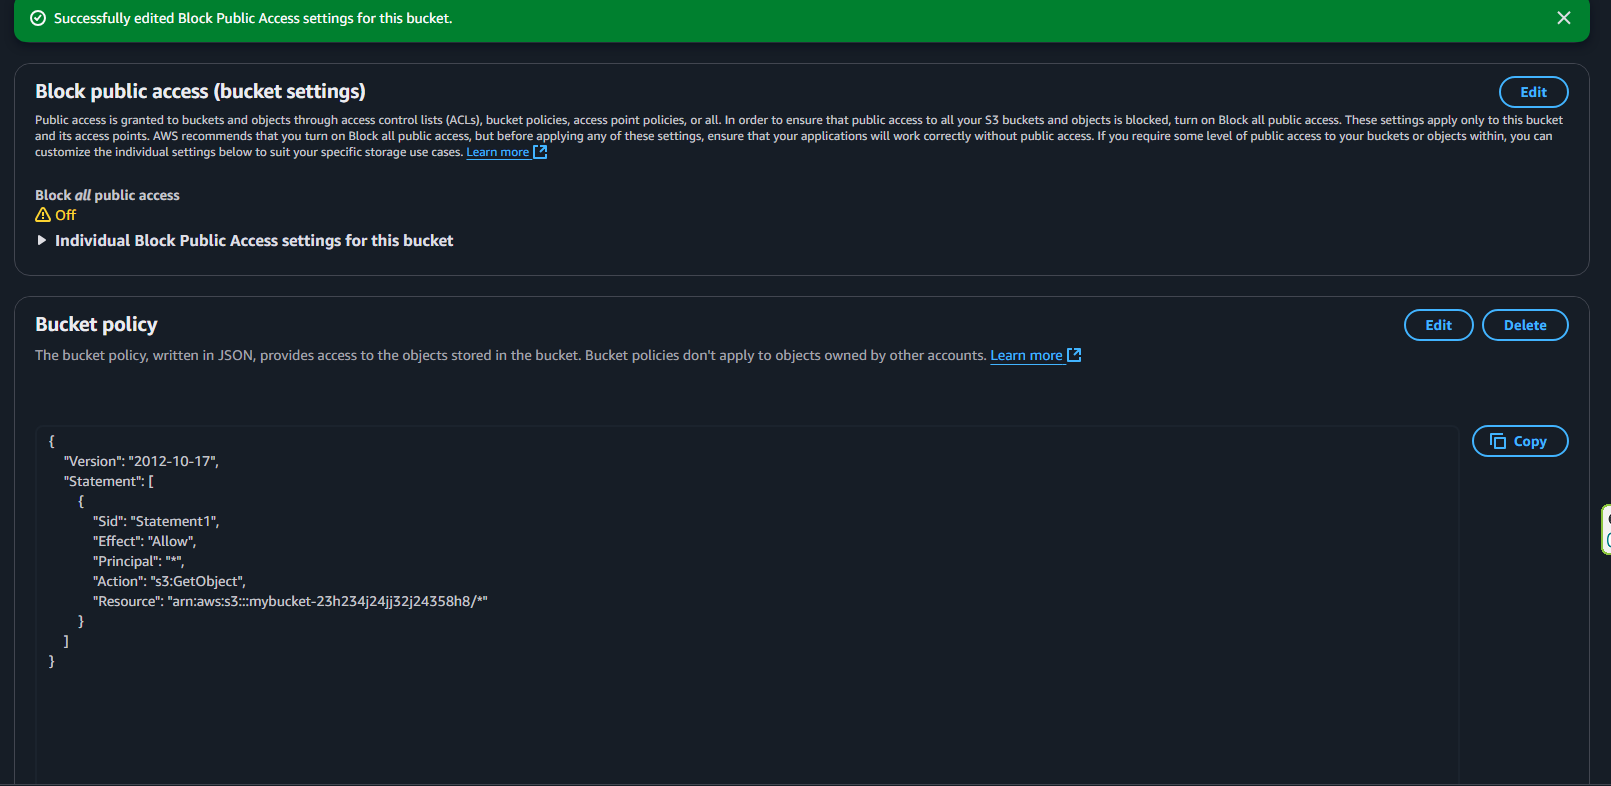 Successfully edited Block Public Access settings for this bucket.
Block public access (bucket settings)
Edit
Public access is granted to buckets and objects through access control lists (ACLs), bucket policies, access point policies, or all. In order to ensure that public access to all your S3 buckets and objects is blocked, turn on Block all public access. These settings apply only to this bucket
and its access points. AWS recommends that you turn on Block all public access, but before applying any of these settings, ensure that your applications will work correctly without public access. If you require some level of public access to your buckets or objects within, you can
customize the individual settings below to suit your specific storage use cases. Learn more
Block all public access
Off
Individual Block Public Access settings for this bucket
Bucket policy
Edit
Delete
The bucket policy, written in JSON, provides access to the objects stored in the bucket. Bucket policies don't apply to objects owned by other accounts. Learn more
Copy
{
"Version": "2012-10-17",
"Statement": [
{
"Sid": "Statement1",
"Effect": "Allow",
"Principal": "*",
"Action": "s3:GetObject",
"Resource": "arn:aws:s3:::mybucket-23h234j24jj32j24358h8/*"
}
]
}